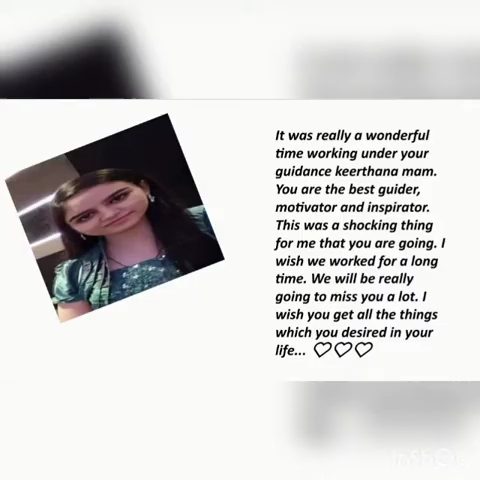 It was really a wonderful
time working under your
guidance keerthana mam.
You are the best guider,
motivator and inspirator.
This was a shocking thing
for me that you are going. I
wish we worked for a long
time. We will be really
going to miss you a lot. I
wish you get all the things
which you desired in your
life... ♡♡♡